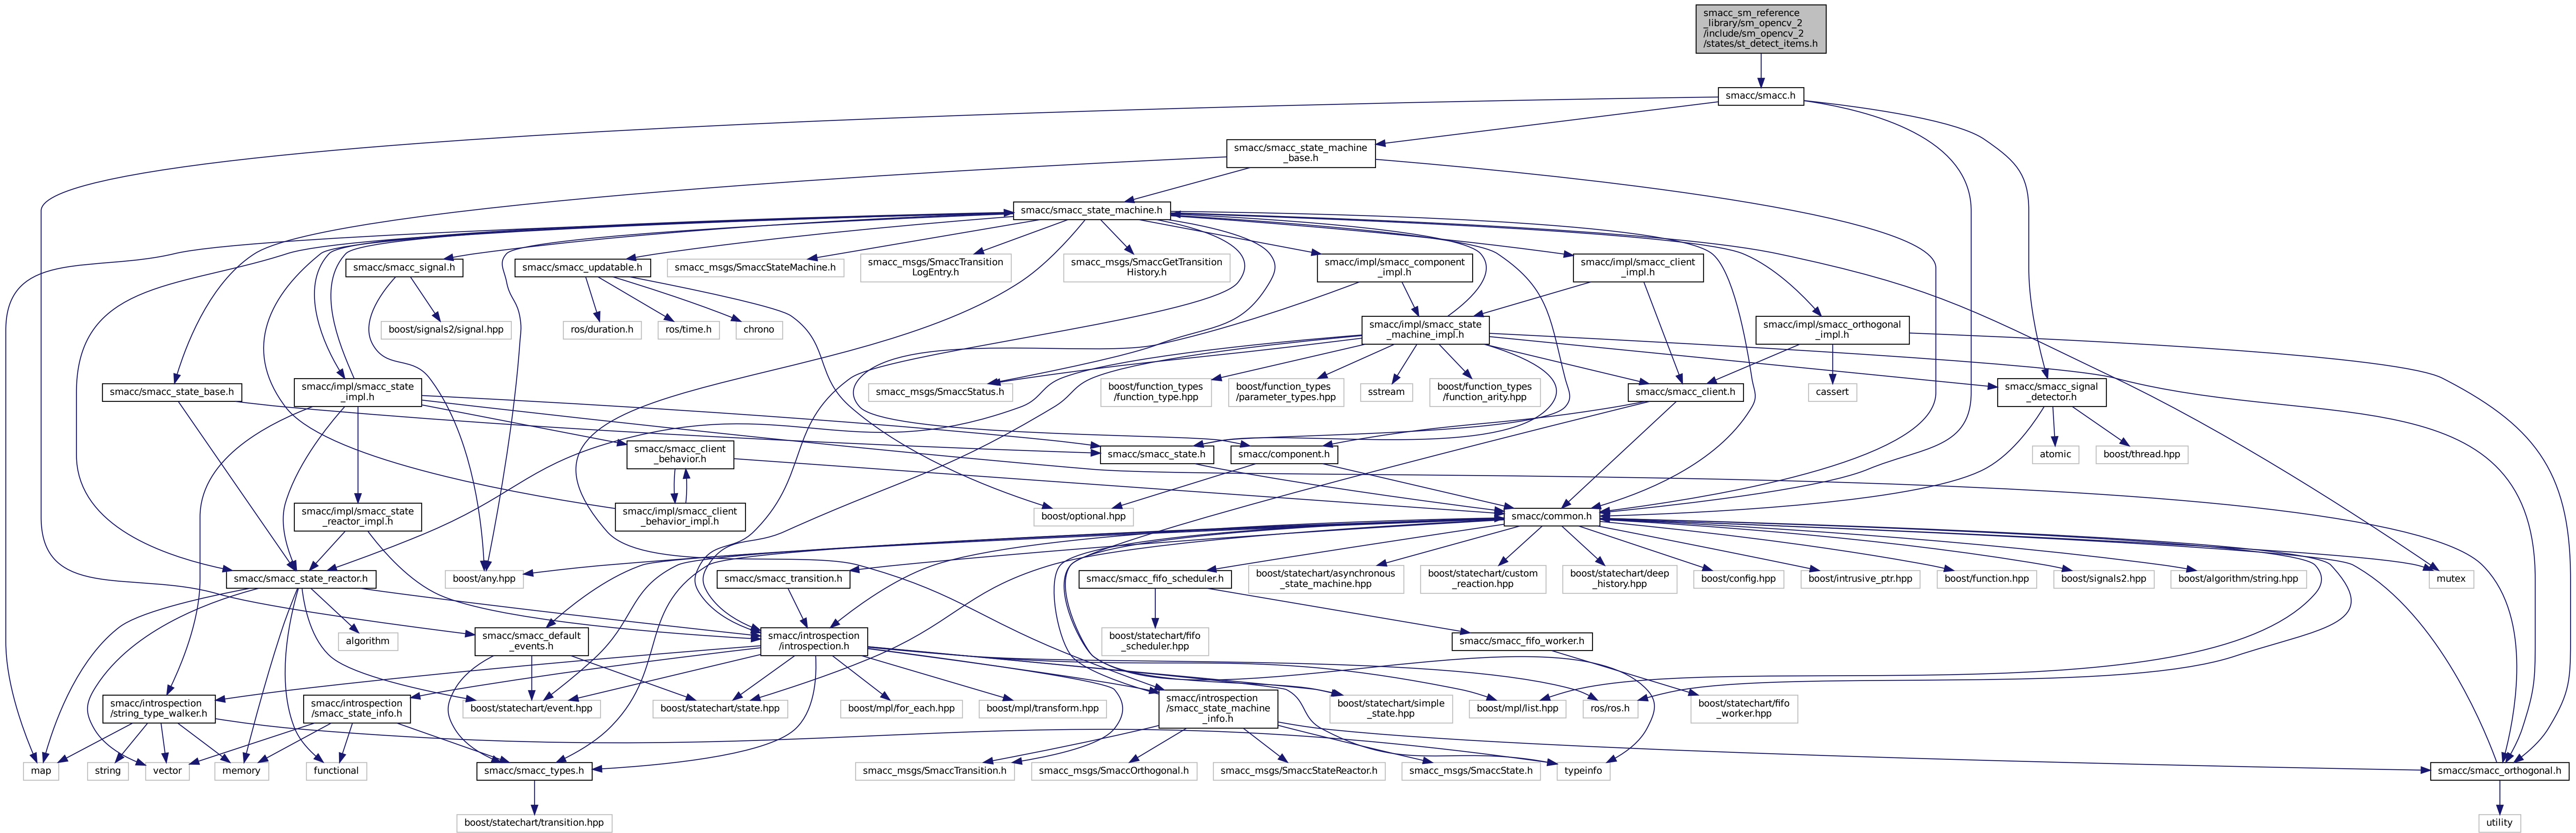 smacc_sm_reference
_library/sm_opencv_2
/include/sm_opencv_2
/states/st_detect_items.h
smacc/smacc.h
smacc/smacc_state_machine
_base.h
smacc/smacc_state_machine.h
smacc/smacc_signal.h
smacc/smacc_updatable.h
smacc_msgs/SmaccStateMachine.h
smacc_msgs/SmaccTransition
LogEntry.h
smacc_msgs/SmaccGetTransition
History.h
smacc/impl/smacc_component
_impl.h
smacc/impl/smacc_client
_impl.h
boost/signals2/signal.hpp
ros/duration.h
ros/time.h
chrono
smacc/impl/smacc_state
_machine_impl.h
smacc/impl/smacc_orthogonal
_impl.h
smacc/smacc_state_base.h
smacc/impl/smacc_state
_impl.h
smacc_msgs/SmaccStatus.h
boost/function_types
/function_type.hpp
boost/function_types
/parameter_types.hpp
sstream
boost/function_types
/function_arity.hpp
smacc/smacc_client.h
cassert
smacc/smacc_signal
_detector.h
smacc/smacc_client
_behavior.h
smacc/smacc_state.h
smacc/component.h
atomic
boost/thread.hpp
smacc/impl/smacc_state
_reactor_impl.h
smacc/impl/smacc_client
_behavior_impl.h
boost/optional.hpp
smacc/common.h
smacc/smacc_state_reactor.h
boost/any.hpp
smacc/smacc_transition.h
smacc/smacc_fifo_scheduler.h
boost/statechart/asynchronous
_state_machine.hpp
boost/statechart/custom
_reaction.hpp
boost/statechart/deep
_history.hpp
boost/config.hpp
boost/intrusive_ptr.hpp
boost/function.hpp
boost/signals2.hpp
boost/algorithm/string.hpp
mutex
algorithm
smacc/smacc_default
_events.h
smacc/introspection
/introspection.h
boost/statechart/fifo
_scheduler.hpp
smacc/smacc_fifo_worker.h
smacc/introspection
/string_type_walker.h
smacc/introspection
/smacc_state_info.h
boost/statechart/event.hpp
boost/statechart/state.hpp
boost/mpl/for_each.hpp
boost/mpl/transform.hpp
smacc/introspection
/smacc_state_machine
_info.h
boost/statechart/simple
_state.hpp
boost/mpl/list.hpp
ros/ros.h
boost/statechart/fifo
_worker.hpp
map
string
vector
memory
functional
smacc/smacc_types.h
smacc_msgs/SmaccTransition.h
smacc_msgs/SmaccOrthogonal.h
smacc_msgs/SmaccStateReactor.h
smacc_msgs/SmaccState.h
typeinfo
smacc/smacc_orthogonal.h
boost/statechart/transition.hpp
utility